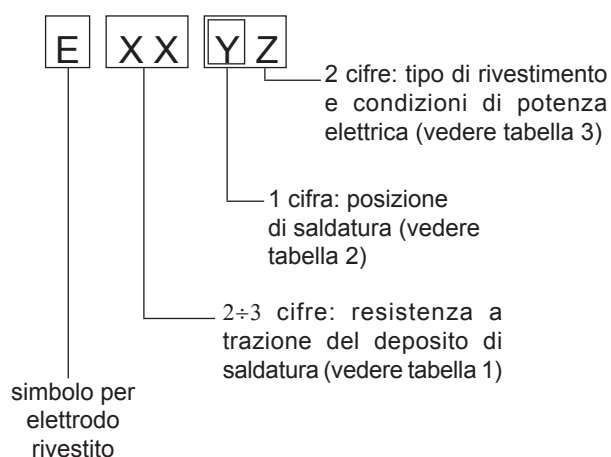 E XX YZ
2 cifre: tipo di rivestimento
e condizioni di potenza
elettrica (vedere tabella 3)
1 cifra: posizione
di saldatura (vedere
tabella 2)
2÷3 cifre: resistenza a
trazione del deposito di
saldatura (vedere tabella 1)
simbolo per
elettrodo
rivestito